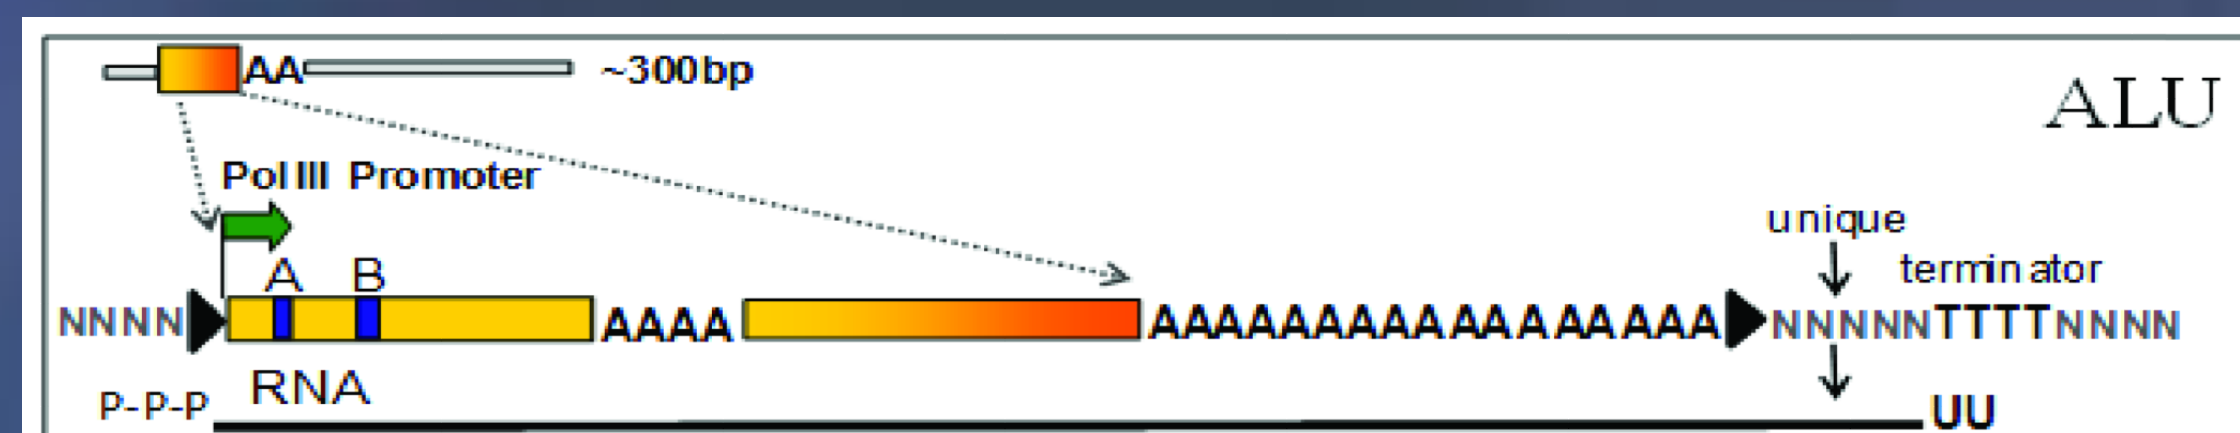 AA ~300bp
ALU
Pol III Promoter
unique
A B
terminator
NNNN AAAA AAAAAAAAAAAAAAAAAA NNNNNTTTTNNNN
RNA
P-P-P
UU